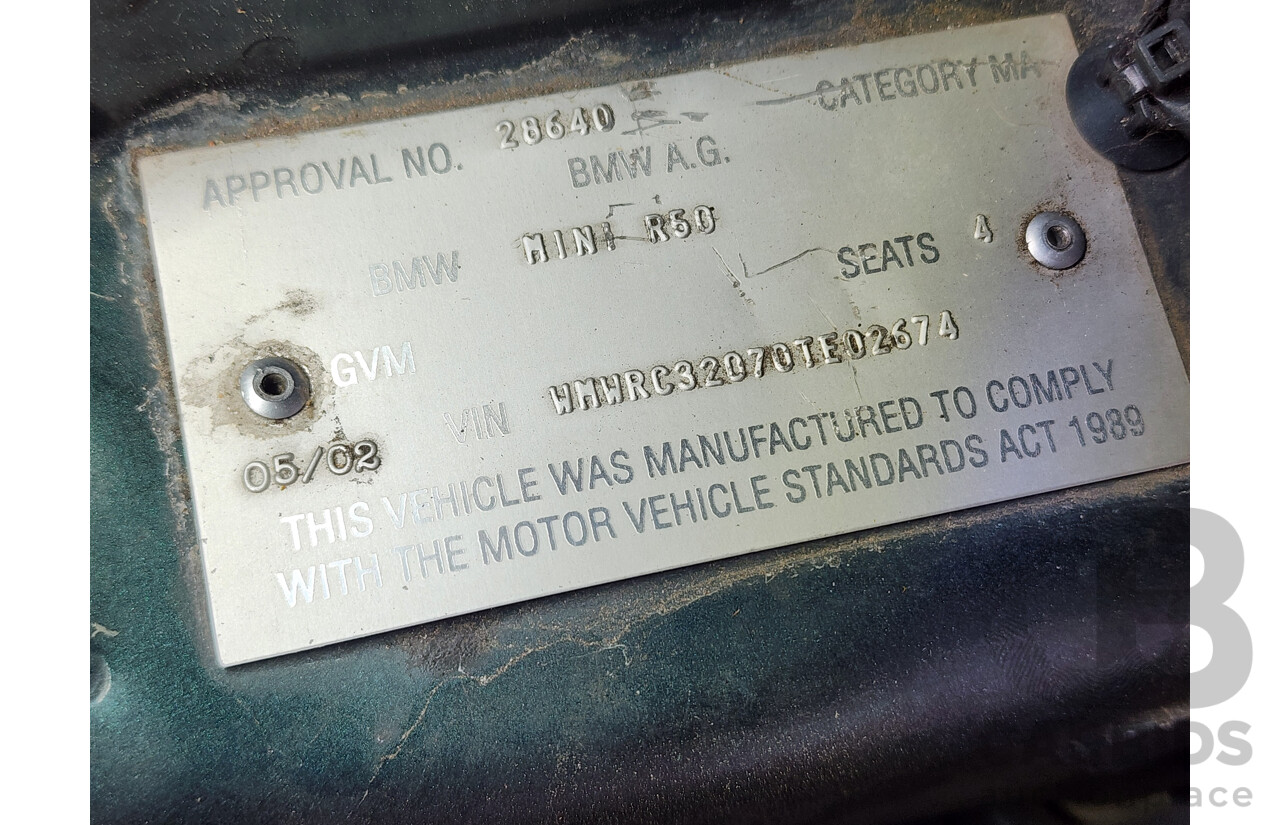 APPROVAL NO. 28640 CATEGORY MA
BMW A.G.
BMW MINI R50 SEATS 4
GVM
VIN WMWRC32070TE02674
05/02
THIS VEHICLE WAS MANUFACTURED TO COMPLY
WITH THE MOTOR VEHICLE STANDARDS ACT 1989